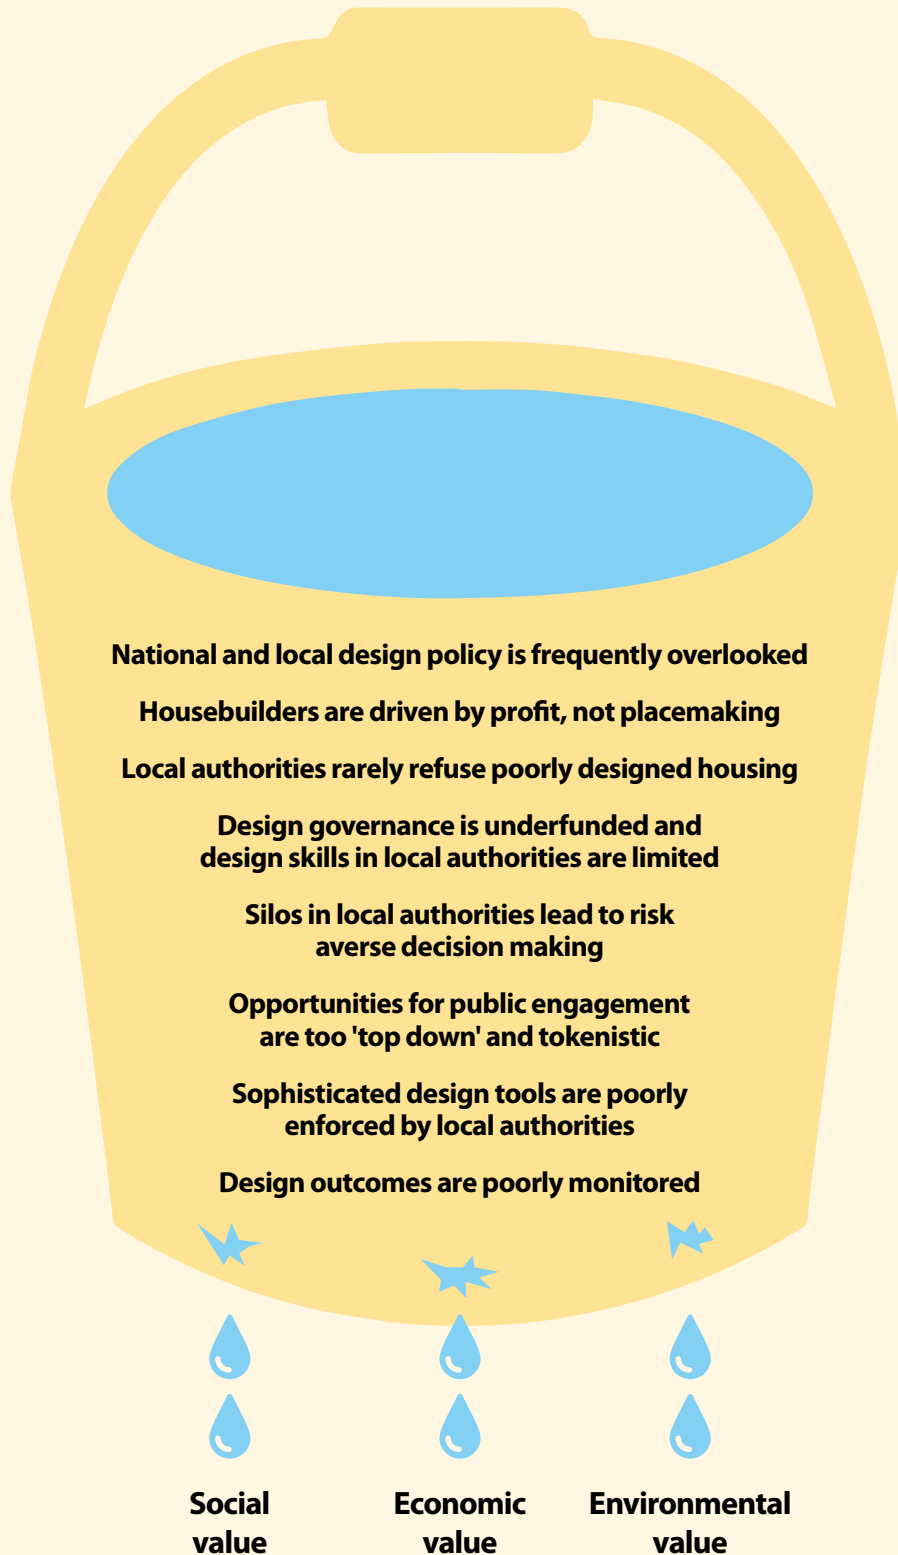 National and local design policy is frequently overlooked
Housebuilders are driven by profit, not placemaking
Local authorities rarely refuse poorly designed housing
Design governance is underfunded and
design skills in local authorities are limited
Silos in local authorities lead to risk
averse decision making
Opportunities for public engagement
are too 'top down' and tokenistic
Sophisticated design tools are poorly
enforced by local authorities
Design outcomes are poorly monitored
Social
value
Economic
value
Environmental
value